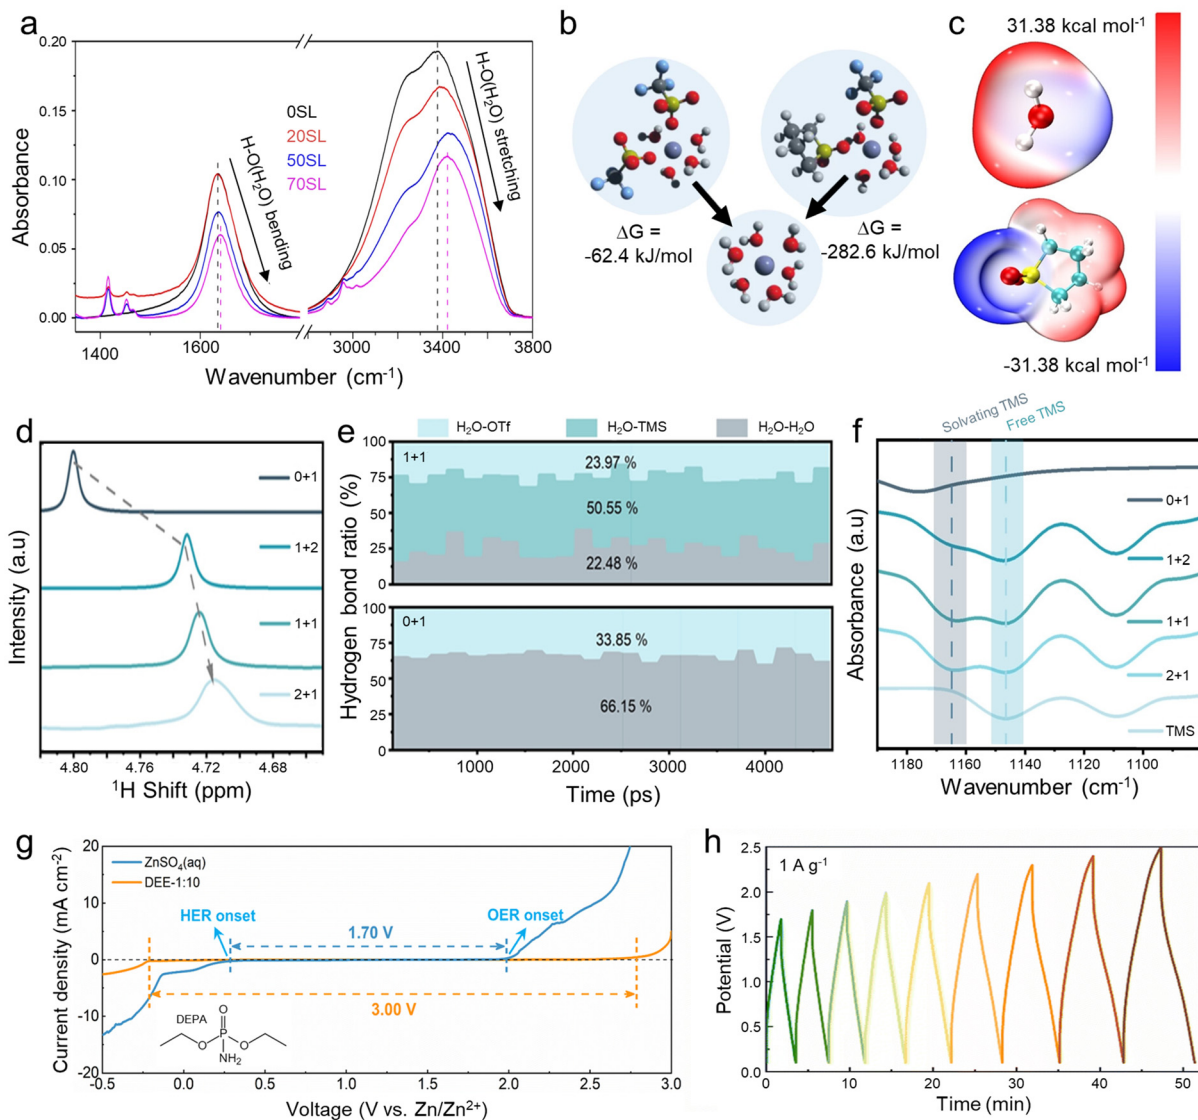 a
0.20
0.15
0.10
0.05
0.00
Absorbance
0SL
20SL
50SL
70SL
H-O(H₂O) bending
H-O(H₂O) stretching
1400 1600 3000 3400 3800
Wavenumber (cm⁻¹)
b
ΔG =
-62.4 kJ/mol
ΔG =
-282.6 kJ/mol
c
31.38 kcal mol⁻¹
-31.38 kcal mol⁻¹
d
0+1
1+2
1+1
2+1
Intensity (a.u)
4.80 4.76 4.72 4.68
¹H Shift (ppm)
e
H₂O-OTf H₂O-TMS H₂O-H₂O
Hydrogen bond ratio (%)
100
75
50
25
0
1+1
23.97 %
50.55 %
22.48 %
100
75
50
25
0
0+1
33.85 %
66.15 %
1000 2000 3000 4000
Time (ps)
f
Solvating TMS
Free TMS
0+1
1+2
1+1
2+1
TMS
Absorbance (a.u)
1180 1160 1140 1120 1100
Wavenumber (cm⁻¹)
g
20
10
0
-10
-20
Current density (mA cm⁻²)
ZnSO₄(aq)
DEE-1:10
HER onset
OER onset
1.70 V
3.00 V
DEPA
O
P
O
O
NH₂
-0.5 0.0 0.5 1.0 1.5 2.0 2.5 3.0
Voltage (V vs. Zn/Zn²⁺)
h
2.5
2.0
1.5
1.0
0.5
0.0
Potential (V)
1 A g⁻¹
0 10 20 30 40 50
Time (min)